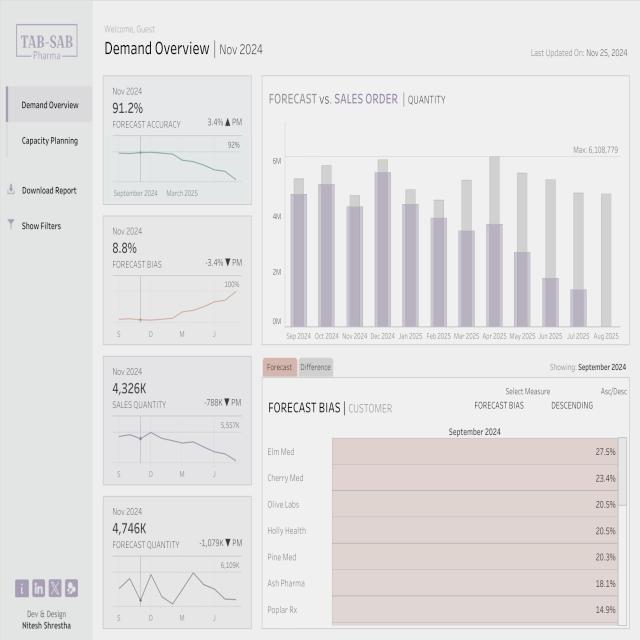 TAB-SAB
Pharma
Demand Overview
Capacity Planning
Download Report
Show Filters
Dev & Design
Nitesh Shrestha
Welcome, Guest
Demand Overview | Nov 2024
Last Updated On: Nov 25, 2024
Nov 2024
91.2%
FORECAST ACCURACY 3.4% ▲ PM
92%
September 2024 March 2025
Nov 2024
8.8%
FORECAST BIAS -3.4% ▼ PM
100%
S D M J
Nov 2024
4,326K
SALES QUANTITY -788K ▼ PM
5,557K
S D M J
Nov 2024
4,746K
FORECAST QUANTITY -1,079K ▼ PM
6,109K
S D M J
FORECAST vs. SALES ORDER | QUANTITY
Max: 6,108,779
6M
4M
2M
0M
Sep 2024 Oct 2024 Nov 2024 Dec 2024 Jan 2025 Feb 2025 Mar 2025 Apr 2025 May 2025 Jun 2025 Jul 2025 Aug 2025
Forecast Difference
Showing: September 2024
Select Measure Asc/Desc
FORECAST BIAS | CUSTOMER
FORECAST BIAS DESCENDING
September 2024
Elm Med 27.5%
Cherry Med 23.4%
Olive Labs 20.5%
Holly Health 20.5%
Pine Med 20.3%
Ash Pharma 18.1%
Poplar Rx 14.9%